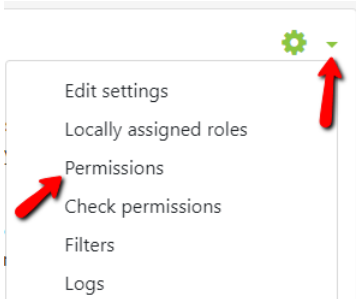 Edit settings
Locally assigned roles
Permissions
Check permissions
Filters
Logs